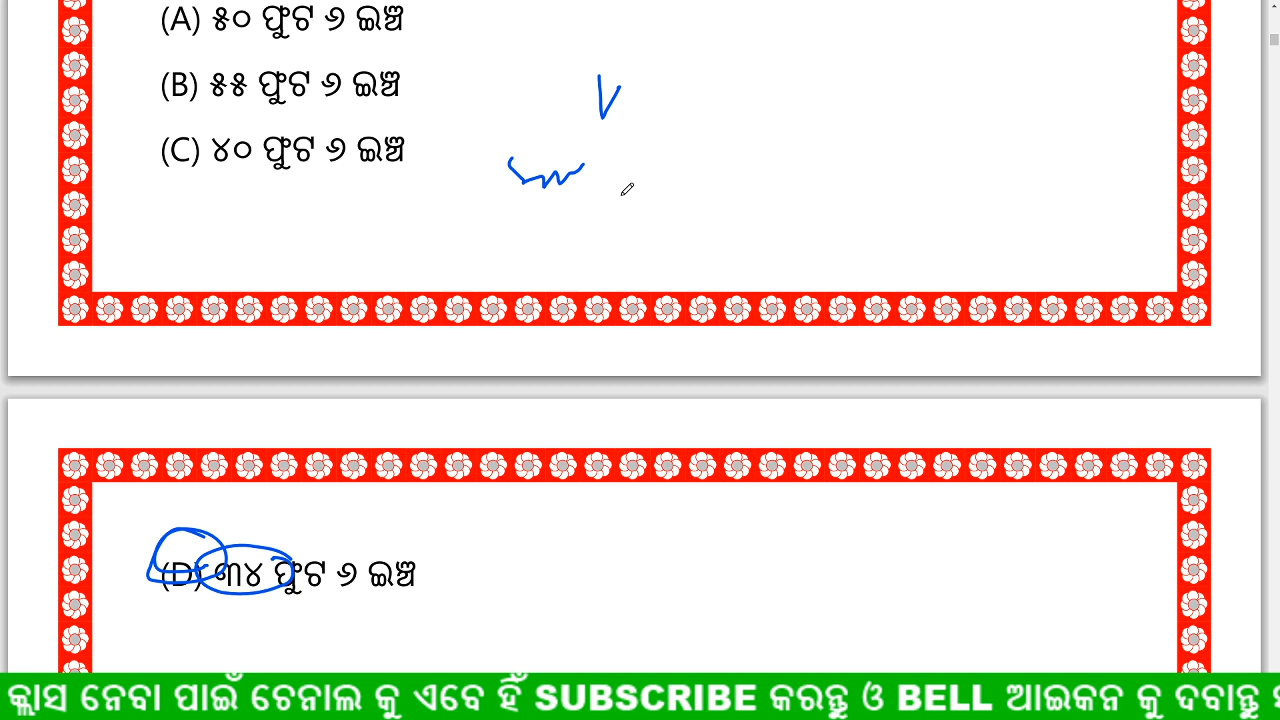 (A) ୫୦ ଫୁଟ ୬ ଇଞ୍ଚ
(B) ୫୫ ଫୁଟ ୬ ଇଞ୍ଚ
(C) ୪୦ ଫୁଟ ୬ ଇଞ୍ଚ
(D) ୩୪ ଫୁଟ ୬ ଇଞ୍ଚ
କ୍ଲାସ ନେବା ପାଇଁ ଚେନାଲ କୁ ଏବେ ହିଁ SUBSCRIBE କରନ୍ତୁ ଓ BELL ଆଇକନ କୁ ଦବାନ୍ତୁ